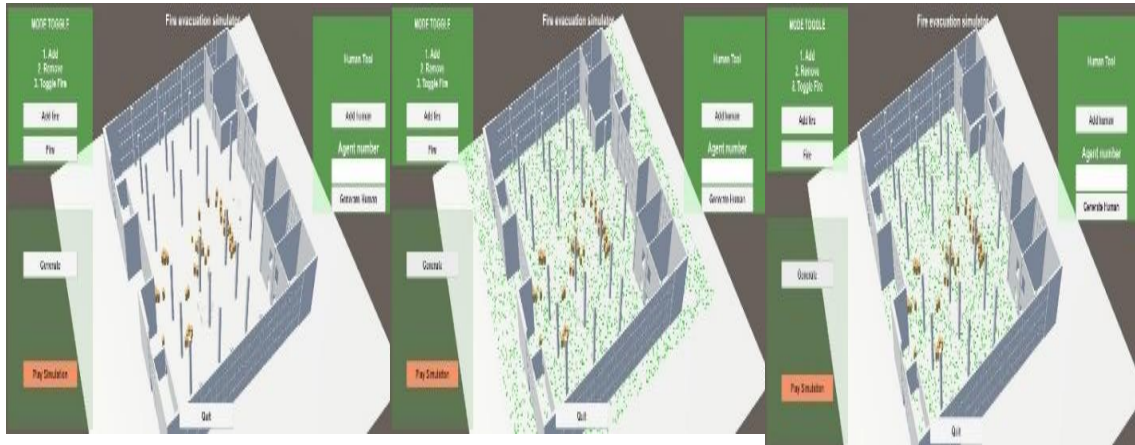 MODE TOGGLE
1. Add
2. Remove
3. Toggle Fire
Add fire
Fire
Generate
Play Simulation
Fire evacuation simulator
Quit
Human Tool
Add human
Agent number
Generate Human
MODE TOGGLE
1. Add
2. Remove
3. Toggle Fire
Add fire
Fire
Generate
Play Simulation
Fire evacuation simulator
Quit
Human Tool
Add human
Agent number
Generate Human
MODE TOGGLE
1. Add
2. Remove
3. Toggle Fire
Add fire
Fire
Generate
Play Simulation
Fire evacuation simulator
Quit
Human Tool
Add human
Agent number
Generate Human